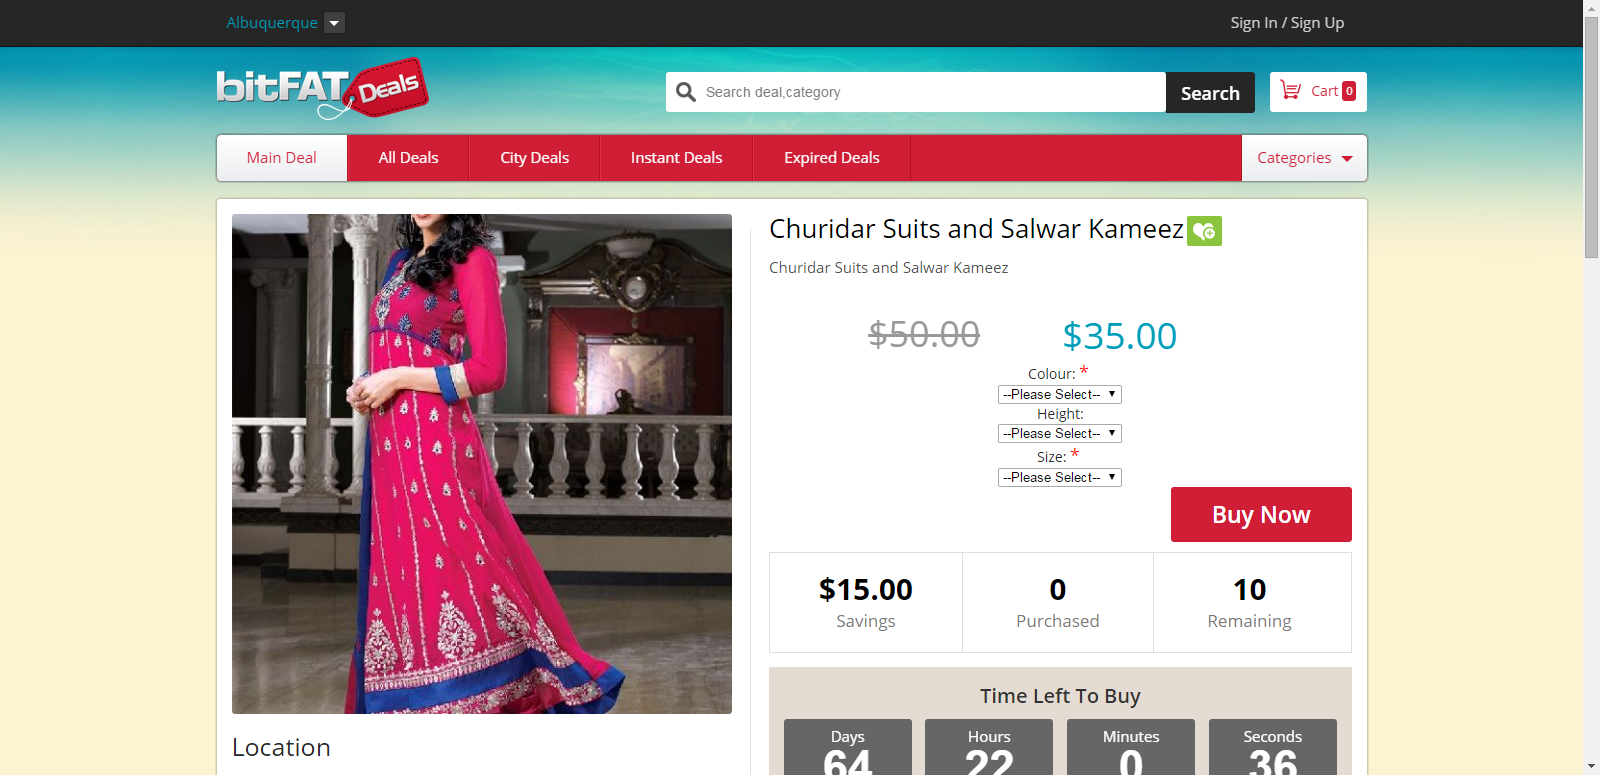 Albuquerque
Sign In / Sign Up
bitFAT Deals
Search deal,category
Search
Cart 0
Main Deal
All Deals
City Deals
Instant Deals
Expired Deals
Categories
Churidar Suits and Salwar Kameez
Churidar Suits and Salwar Kameez
$50.00
$35.00
Colour: *
--Please Select--
Height:
--Please Select--
Size: *
--Please Select--
Buy Now
$15.00
Savings
0
Purchased
10
Remaining
Time Left To Buy
Days
64
Hours
22
Minutes
0
Seconds
36
Location